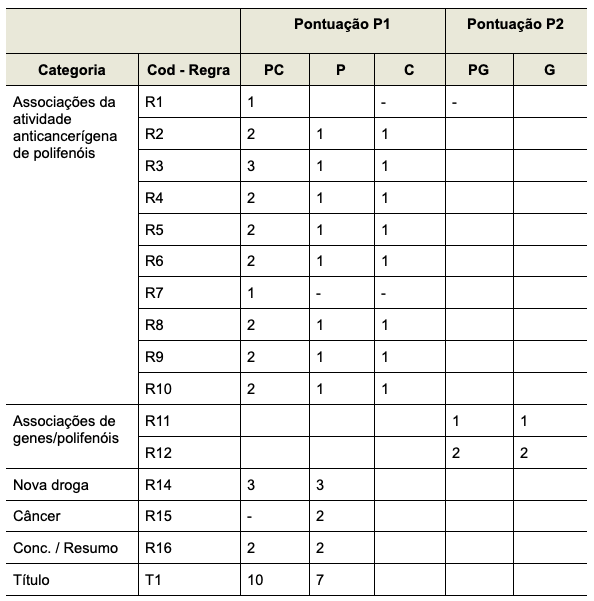 Pontuação P1 Pontuação P2
Categoria Cod - Regra PC P C PG G
Associações da
atividade
anticancerígena
de polifenóis
R1 1 - -
R2 2 1 1
R3 3 1 1
R4 2 1 1
R5 2 1 1
R6 2 1 1
R7 1 - -
R8 2 1 1
R9 2 1 1
R10 2 1 1
Associações de
genes/polifenóis
R11 1 1
R12 2 2
Nova droga R14 3 3
Câncer R15 - 2
Conc. / Resumo R16 2 2
Título T1 10 7